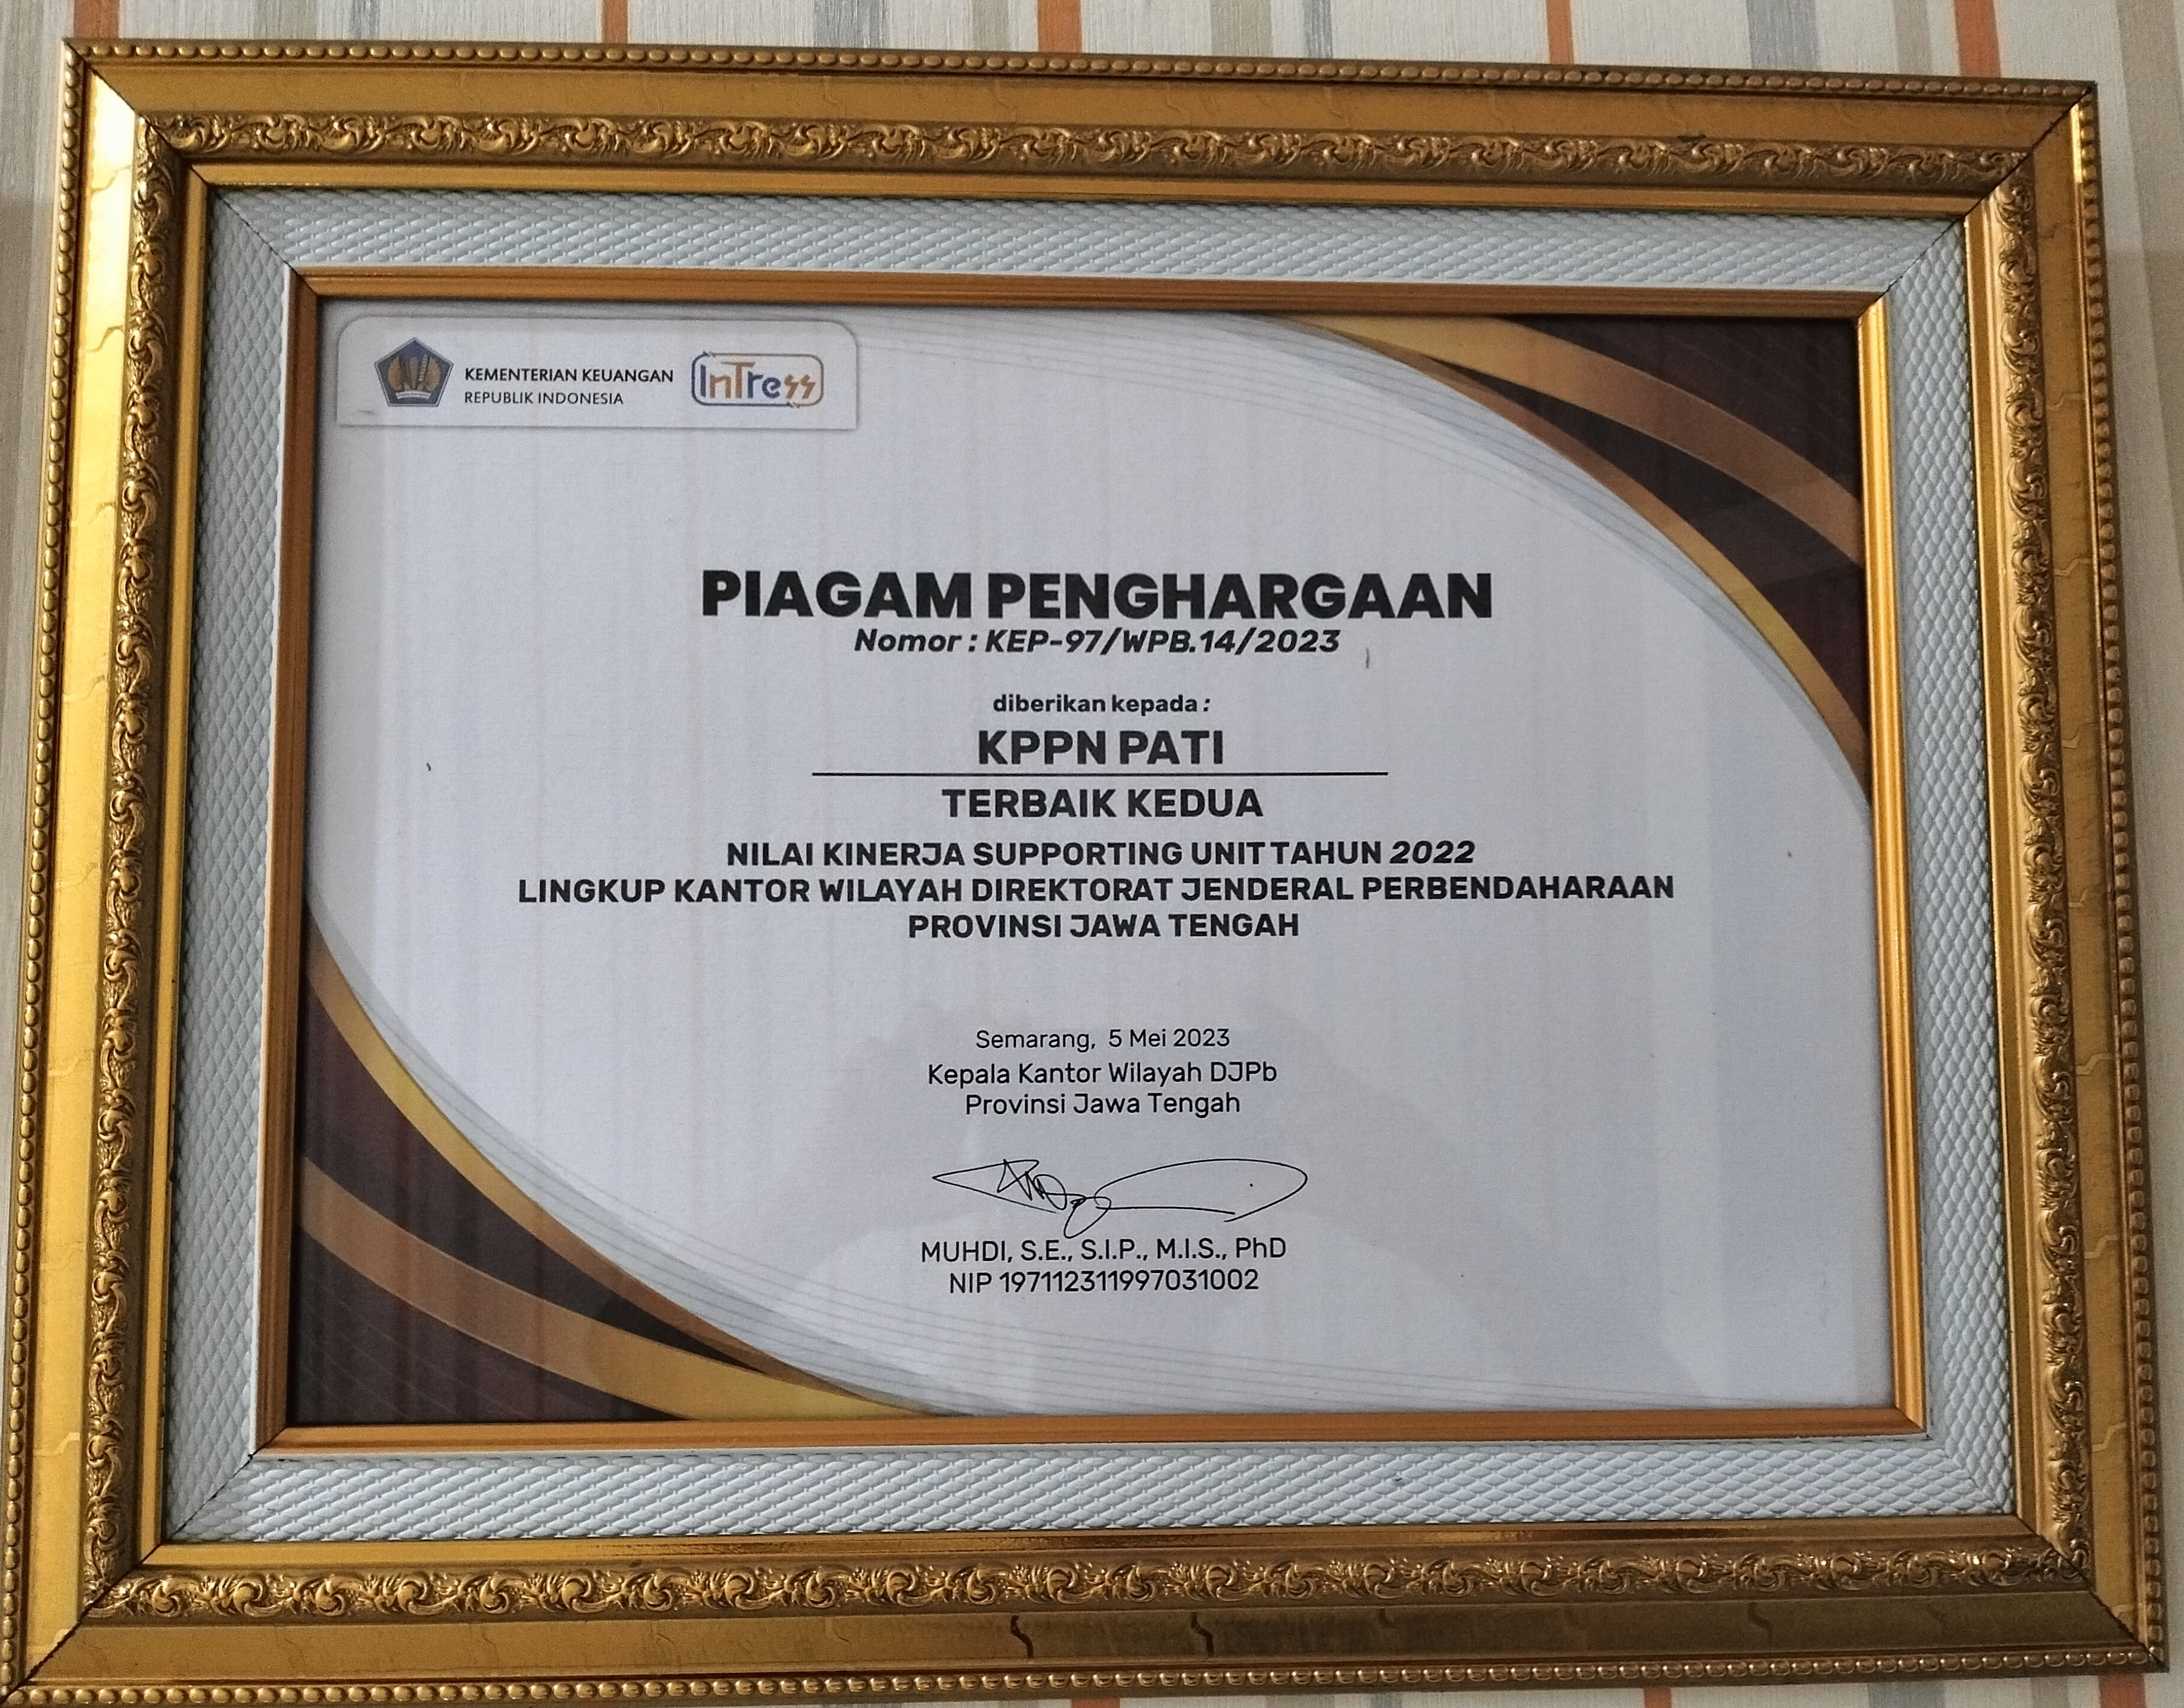 KEMENTERIAN KEUANGAN
REPUBLIK INDONESIA
InTress
PIAGAM PENGHARGAAN
Nomor : KEP-97/WPB.14/2023
diberikan kepada :
KPPN PATI
TERBAIK KEDUA
NILAI KINERJA SUPPORTING UNIT TAHUN 2022
LINGKUP KANTOR WILAYAH DIREKTORAT JENDERAL PERBENDAHARAAN
PROVINSI JAWA TENGAH
Semarang, 5 Mei 2023
Kepala Kantor Wilayah DJPb
Provinsi Jawa Tengah
MUHDI, S.E., S.I.P., M.I.S., PhD
NIP 197112311997031002